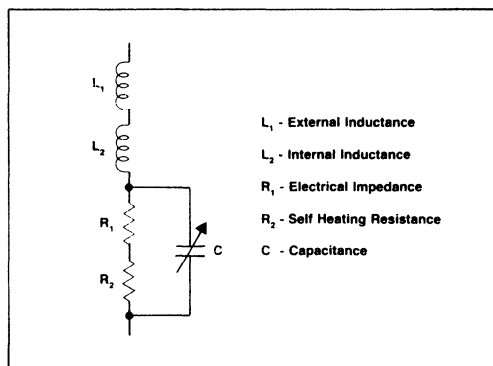 L₁
L₂
R₁
R₂
C
L₁ - External Inductance
L₂ - Internal Inductance
R₁ - Electrical Impedance
R₂ - Self Heating Resistance
C - Capacitance